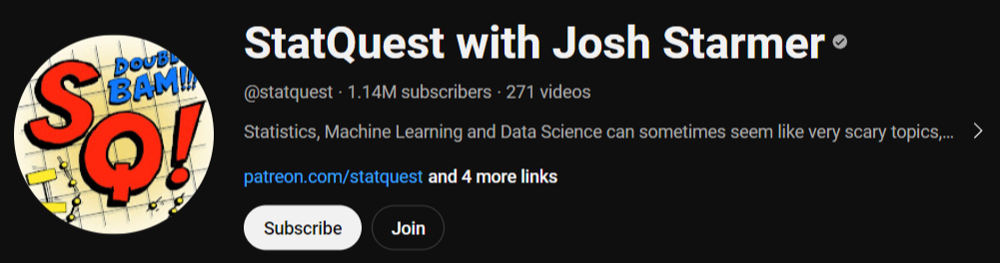 DOUBLE
BAM!!!
SQ!
StatQuest with Josh Starmer
@statquest · 1.14M subscribers · 271 videos
Statistics, Machine Learning and Data Science can sometimes seem like very scary topics,...
patreon.com/statquest and 4 more links
Subscribe
Join